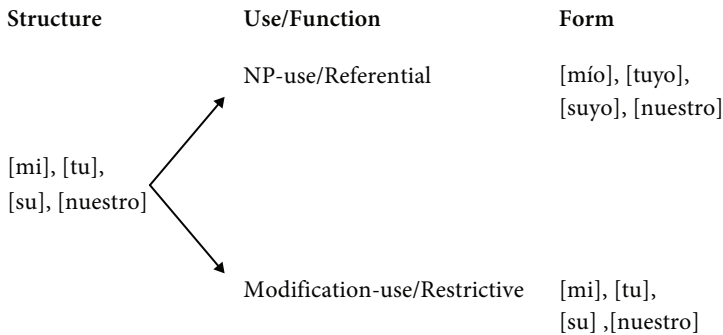 Structure Use/Function Form
NP-use/Referential [mío], [tuyo],
[suyo], [nuestro]
[mi], [tu],
[su], [nuestro]
Modification-use/Restrictive [mi], [tu],
[su] ,[nuestro]